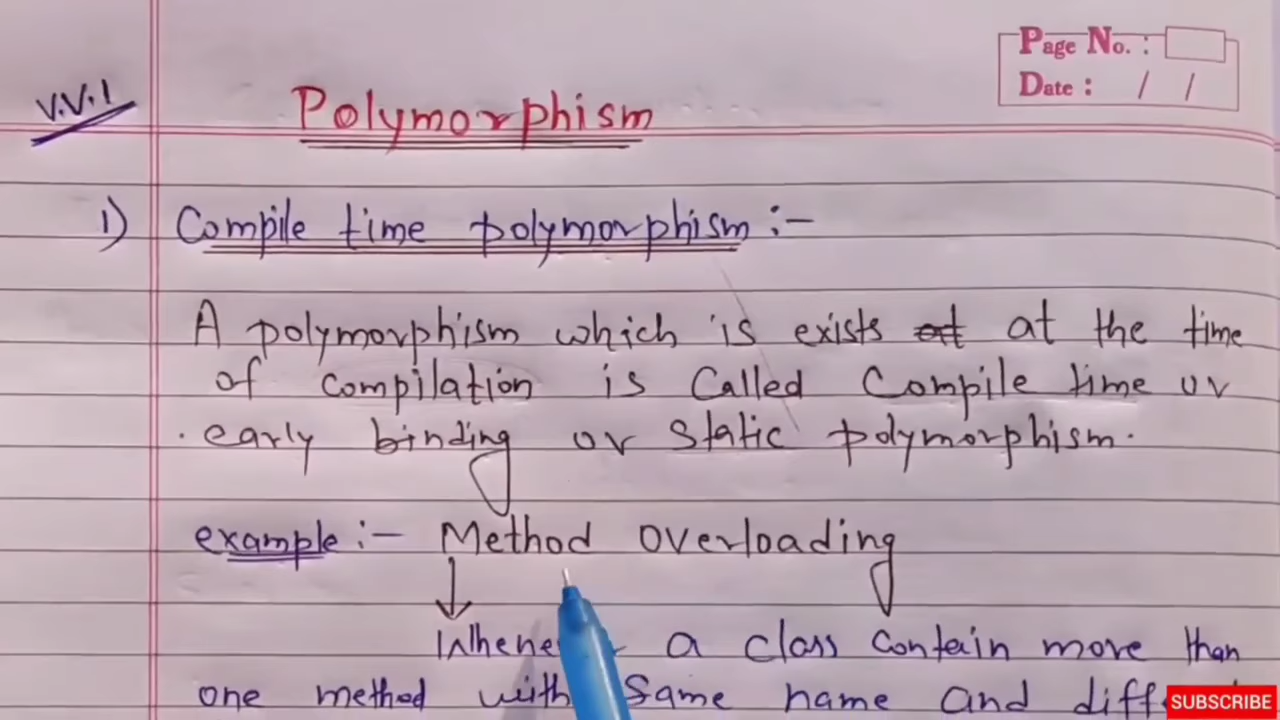 Page No. :
Date : / /
V.V.I
Polymorphism
1) Compile time polymorphism :-
A polymorphism which is exists at at the time
of compilation is called Compile time or
early binding or static polymorphism.
example :- Method overloading
a class contain more than
one method with same name and
SUBSCRIBE